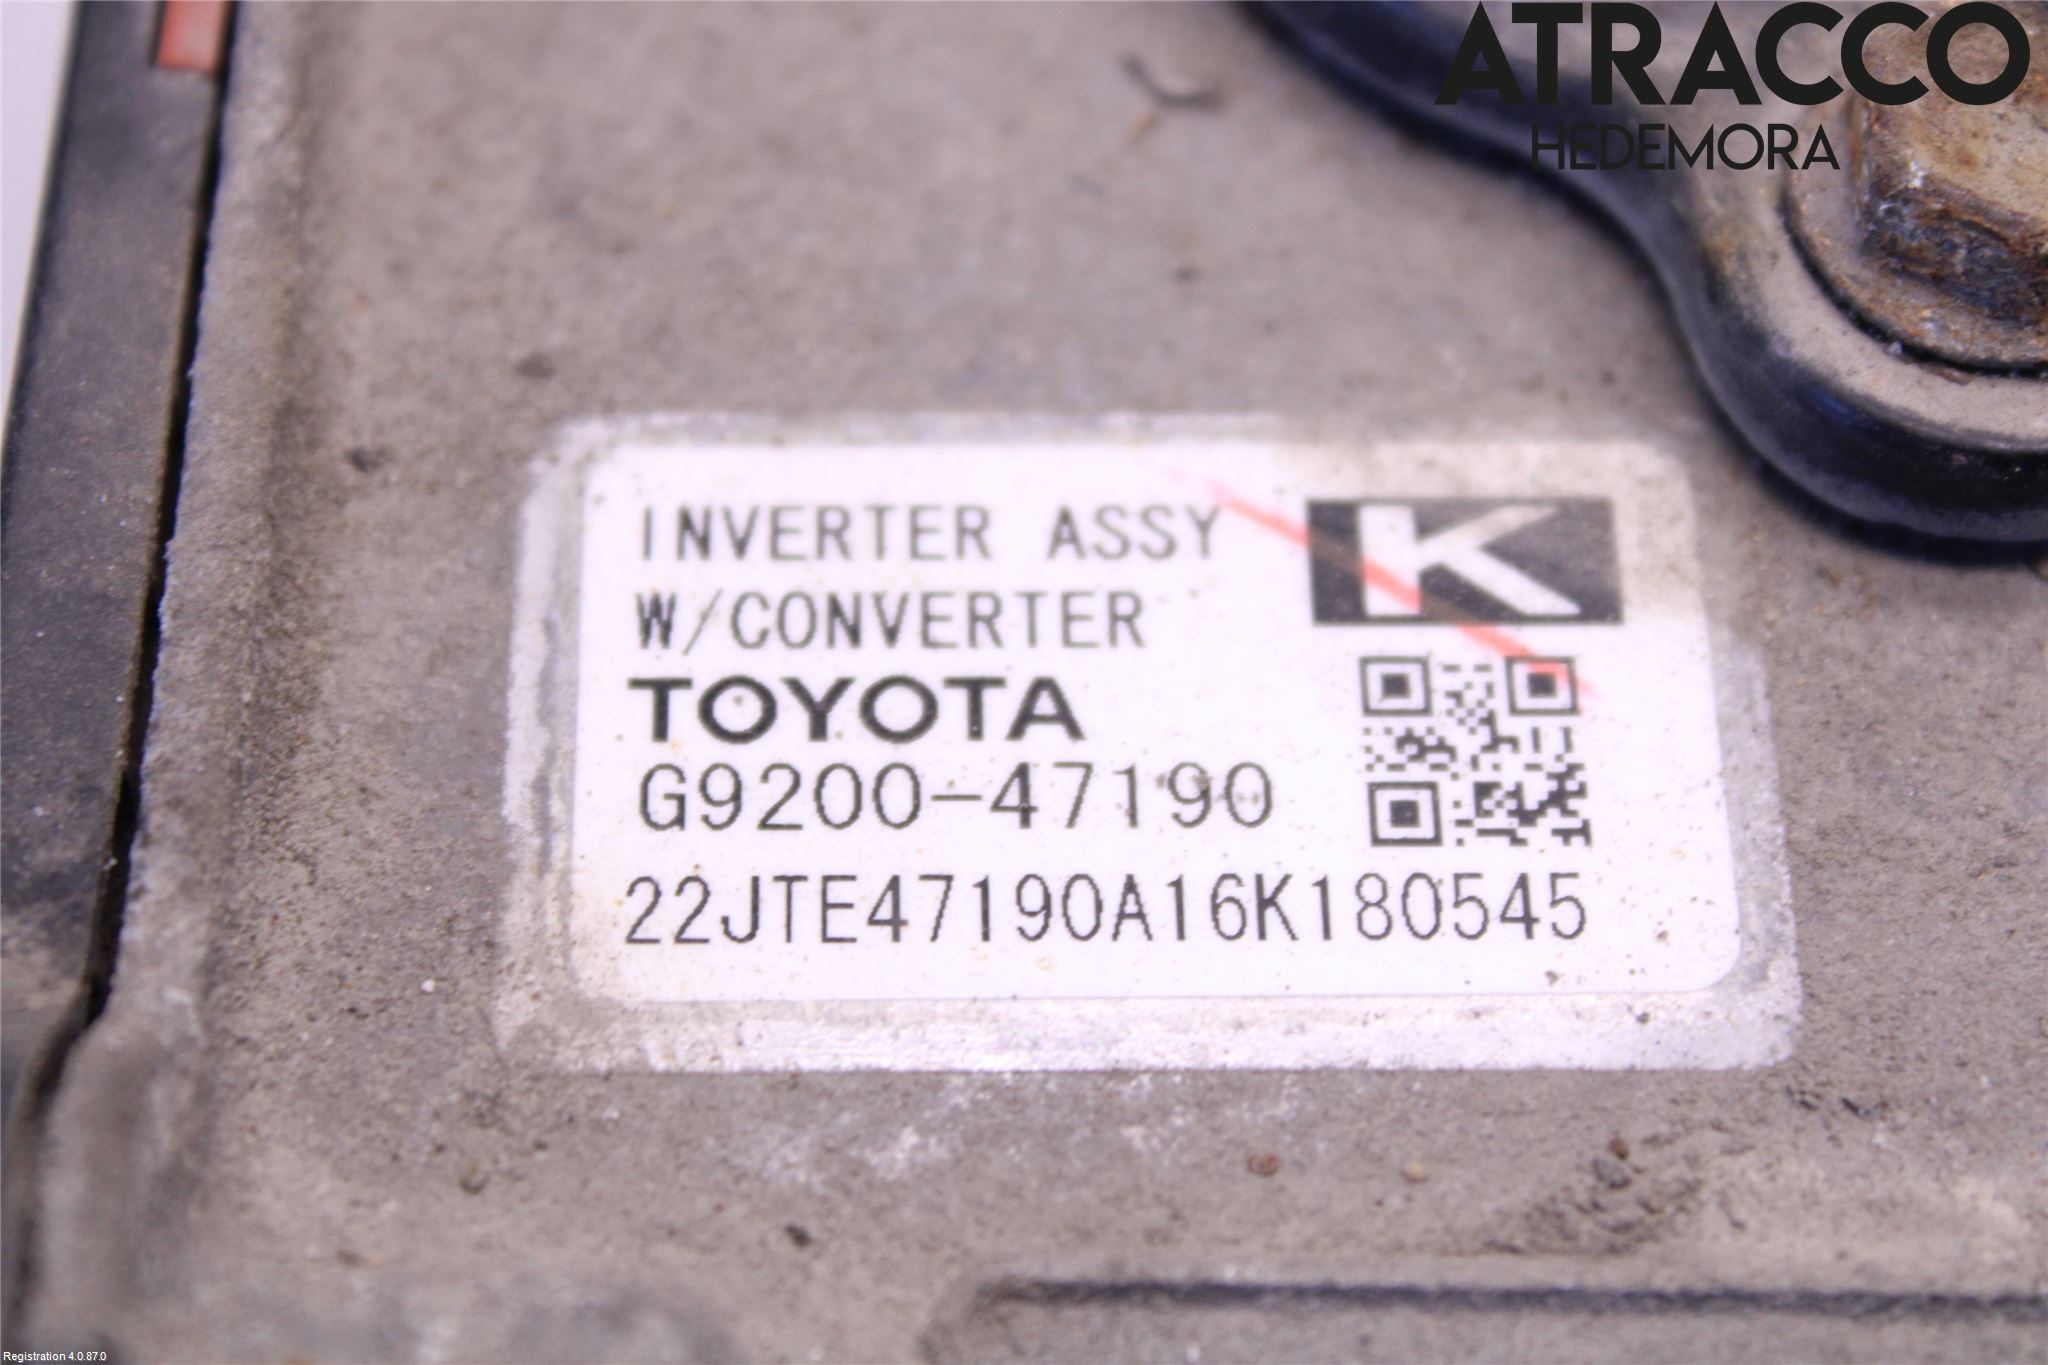 ATRACCO
HEDEMORA
INVERTER ASSY
W/CONVERTER
K
TOYOTA
G9200-47190
22JTE47190A16K180545
Registration 4.0.87.0